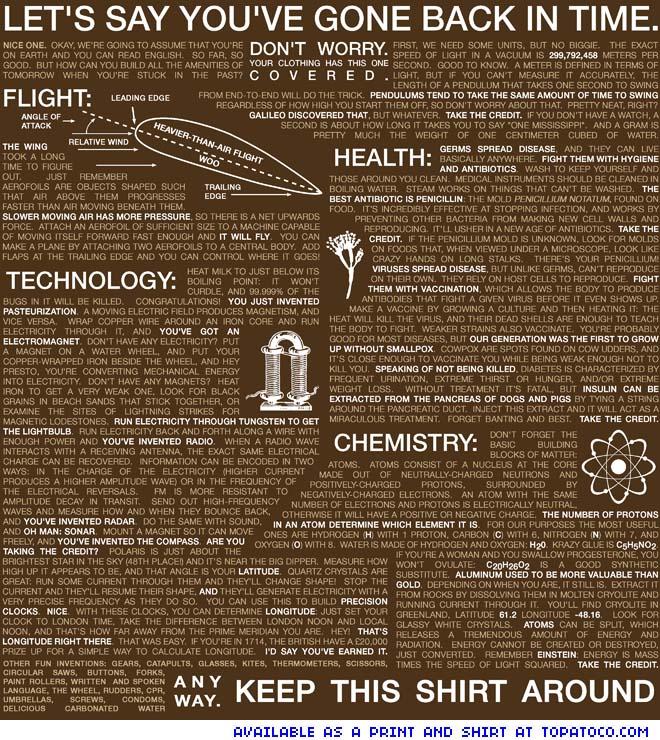 LET'S SAY YOU'VE GONE BACK IN TIME.
NICE ONE. OKAY, WE'RE GOING TO ASSUME THAT YOU'RE
ON EARTH AND YOU CAN READ ENGLISH. SO FAR, SO
GOOD. BUT HOW CAN YOU BUILD ALL THE AMENITIES OF
TOMORROW WHEN YOU'RE STUCK IN THE PAST?
DON'T WORRY.
YOUR CLOTHING HAS THIS ONE
COVERED.
FIRST, WE NEED SOME UNITS, BUT NO BIGGIE. THE EXACT
SPEED OF LIGHT IN A VACUUM IS 299,792,458 METERS PER
SECOND. GOOD TO KNOW. A METER IS DEFINED IN TERMS OF
LIGHT, BUT IF YOU CAN'T MEASURE IT ACCURATELY, THE
LENGTH OF A PENDULUM THAT TAKES ONE SECOND TO SWING
FROM END-TO-END WILL DO THE TRICK. PENDULUMS TEND TO TAKE THE SAME AMOUNT OF TIME TO SWING
REGARDLESS OF HOW HIGH YOU START THEM OFF, SO DON'T WORRY ABOUT THAT. PRETTY NEAT, RIGHT?
GALILEO DISCOVERED THAT, BUT WHATEVER. TAKE THE CREDIT. IF YOU DON'T HAVE A WATCH, A
SECOND IS ABOUT HOW LONG IT TAKES YOU TO SAY "ONE MISSISSIPPI". AND A GRAM IS
PRETTY MUCH THE WEIGHT OF ONE CENTIMETER CUBED OF WATER.
FLIGHT:
LEADING EDGE
ANGLE OF
ATTACK
RELATIVE WIND
HEAVIER-THAN-AIR FLIGHT
WOO
TRAILING
EDGE
THE WING
TOOK A LONG
TIME TO FIGURE
OUT. JUST REMEMBER
AEROFOILS ARE OBJECTS SHAPED SUCH
THAT AIR ABOVE THEM PROGRESSES
FASTER THAN AIR MOVING BENEATH THEM.
SLOWER MOVING AIR HAS MORE PRESSURE, SO THERE IS A NET UPWARDS
FORCE. ATTACH AN AEROFOIL OF SUFFICIENT SIZE TO A MACHINE CAPABLE
OF MOVING ITSELF FORWARD FAST ENOUGH AND IT WILL FLY. YOU CAN
MAKE A PLANE BY ATTACHING TWO AEROFOILS TO A CENTRAL BODY. ADD
FLAPS AT THE TRAILING EDGE AND YOU CAN CONTROL WHERE IT GOES!
TECHNOLOGY:
HEAT MILK TO JUST BELOW ITS
BOILING POINT: IT WON'T
CURDLE, AND 99.999% OF THE
BUGS IN IT WILL BE KILLED. CONGRATULATIONS! YOU JUST INVENTED
PASTEURIZATION. A MOVING ELECTRIC FIELD PRODUCES MAGNETISM, AND
VICE VERSA. WRAP COPPER WIRE AROUND AN IRON CORE AND RUN
ELECTRICITY THROUGH IT, AND YOU'VE GOT AN
ELECTROMAGNET. DON'T HAVE ANY ELECTRICITY? PUT
A MAGNET ON A WATER WHEEL, AND PUT YOUR
COPPER-WRAPPED IRON BESIDE THE WHEEL, AND HEY
PRESTO, YOU'RE CONVERTING MECHANICAL ENERGY
INTO ELECTRICITY. DON'T HAVE ANY MAGNETS? HEAT
IRON TO GET A VERY WEAK ONE, LOOK FOR BLACK
GRAINS IN BEACH SANDS THAT STICK TOGETHER, OR
EXAMINE THE SITES OF LIGHTNING STRIKES FOR
MAGNETIC LODESTONES. RUN ELECTRICITY THROUGH TUNGSTEN TO GET
THE LIGHTBULB. RUN ELECTRICITY BACK AND FORTH ALONG A WIRE WITH
ENOUGH POWER AND YOU'VE INVENTED RADIO. WHEN A RADIO WAVE
INTERACTS WITH A RECEIVING ANTENNA, THE EXACT SAME ELECTRICAL
CHARGE CAN BE RECOVERED. INFORMATION CAN BE ENCODED IN TWO
WAYS: IN THE CHARGE OF THE ELECTRICITY (HIGHER CURRENT
PRODUCES A HIGHER AMPLITUDE WAVE) OR IN THE FREQUENCY OF
THE ELECTRICAL REVERSALS. FM IS MORE RESISTANT TO
AMPLITUDE DECAY IN TRANSIT. SEND OUT HIGH-FREQUENCY
WAVES AND MEASURE HOW AND WHEN THEY BOUNCE BACK,
AND YOU'VE INVENTED RADAR. DO THE SAME WITH SOUND,
AND OH MAN: SONAR. MOUNT A MAGNET SO IT CAN MOVE
FREELY, AND YOU'VE INVENTED THE COMPASS. ARE YOU
TAKING THE CREDIT? POLARIS IS JUST ABOUT THE
BRIGHTEST STAR IN THE SKY (48TH PLACE!) AND IT'S NEAR THE BIG DIPPER. MEASURE HOW
HIGH UP IT APPEARS TO BE, AND THAT ANGLE IS YOUR LATITUDE. QUARTZ CRYSTALS ARE
GREAT: RUN SOME CURRENT THROUGH THEM AND THEY'LL CHANGE SHAPE! STOP THE
CURRENT AND THEY'LL RESUME THEIR SHAPE, AND THEY'LL GENERATE ELECTRICITY WITH A
VERY PRECISE FREQUENCY AS THEY DO SO. YOU CAN USE THIS TO BUILD PRECISION
CLOCKS. NICE. WITH THESE CLOCKS, YOU CAN DETERMINE LONGITUDE. JUST SET YOUR
CLOCK TO LONDON TIME, TAKE THE DIFFERENCE BETWEEN LONDON NOON AND LOCAL
NOON, AND THAT'S HOW FAR AWAY FROM THE PRIME MERIDIAN YOU ARE. HEY! THAT'S
LONGITUDE RIGHT THERE. THAT WAS EASY. IF YOU'RE IN 1714, THE BRITISH HAVE A £20,000
PRIZE UP FOR A SIMPLE WAY TO CALCULATE LONGITUDE. I'D SAY YOU'VE EARNED IT.
HEALTH:
GERMS SPREAD DISEASE, AND THEY CAN LIVE
BASICALLY ANYWHERE. FIGHT THEM WITH HYGIENE
AND ANTIBIOTICS. WASH TO KEEP YOURSELF AND
THOSE AROUND YOU CLEAN. MEDICAL INSTRUMENTS SHOULD BE CLEANED IN
BOILING WATER. STEAM WORKS ON THINGS THAT CAN'T BE WASHED. THE
BEST ANTIBIOTIC IS PENICILLIN: THE MOLD PENICILIUM NOTATUM, FOUND ON
FOOD. IT'S INCREDIBLY EFFECTIVE AT STOPPING INFECTION, AND WORKS BY
PREVENTING OTHER BACTERIA FROM MAKING NEW CELL WALLS AND
REPRODUCING. IT'LL USHER IN A NEW AGE OF ANTIBIOTICS. TAKE THE
CREDIT. IF THE PENICILLIUM MOLD IS UNKNOWN, LOOK FOR MOLDS
ON FOODS THAT, WHEN VIEWED UNDER A MICROSCOPE, LOOK LIKE
CRAZY HANDS ON LONG STALKS. THERE'S YOUR PENICILLIUM!
VIRUSES SPREAD DISEASE, BUT UNLIKE GERMS, CAN'T REPRODUCE
ON THEIR OWN. THEY RELY ON HOST CELLS TO REPRODUCE. FIGHT
THEM WITH VACCINATION, WHICH ALLOWS THE BODY TO PRODUCE
ANTIBODIES THAT FIGHT A GIVEN VIRUS BEFORE IT EVEN SHOWS UP.
MAKE A VACCINE BY GROWING A CULTURE AND THEN HEATING IT: THE
HEAT WILL KILL THE VIRUS, AND THEIR DEAD SHELLS ARE ENOUGH TO TEACH
THE BODY TO FIGHT. WEAKER STRAINS ALSO VACCINATE. YOU'RE PROBABLY
GOOD FOR MOST DISEASES, BUT OUR GENERATION WAS THE FIRST TO GROW
UP WITHOUT SMALLPOX. COWPOX ARE SPOTS FOUND ON COW UDDERS, AND
IT'S CLOSE ENOUGH TO VACCINATE YOU WHILE BEING WEAK ENOUGH NOT TO
KILL YOU. SPEAKING OF NOT BEING KILLED, DIABETES IS CHARACTERIZED BY
FREQUENT URINATION, EXTREME THIRST OR HUNGER, AND/OR EXTREME
WEIGHT LOSS. WITHOUT TREATMENT IT'S FATAL, BUT INSULIN CAN BE
EXTRACTED FROM THE PANCREAS OF DOGS AND PIGS BY TYING A STRING
AROUND THE PANCREATIC DUCT. INJECT THIS EXTRACT AND IT WILL ACT AS A
MIRACULOUS TREATMENT. FORGET BANTING AND BEST. TAKE THE CREDIT.
CHEMISTRY:
DON'T FORGET THE
BASIC BUILDING
BLOCKS OF MATTER:
ATOMS. ATOMS CONSIST OF A NUCLEUS AT THE CORE
MADE OUT OF NEUTRALLY-CHARGED NEUTRONS AND
POSITIVELY-CHARGED PROTONS, SURROUNDED BY
NEGATIVELY-CHARGED ELECTRONS. AN ATOM WITH THE SAME
NUMBER OF ELECTRONS AND PROTONS IS ELECTRICALLY NEUTRAL,
OTHERWISE IT WILL HAVE A POSITIVE OR NEGATIVE CHARGE. THE NUMBER OF PROTONS
IN AN ATOM DETERMINE WHICH ELEMENT IT IS. FOR OUR PURPOSES THE MOST USEFUL
ONES ARE HYDROGEN (H) WITH 1 PROTON, CARBON (C) WITH 6, NITROGEN (N) WITH 7, AND
OXYGEN (O) WITH 8. WATER IS MADE OF HYDROGEN AND OXYGEN: H2O. KRAZY GLUE IS C5H5NO2.
IF YOU'RE A WOMAN AND YOU SWALLOW PROGESTERONE, YOU
WON'T OVULATE: C20H26O2 IS A GOOD SYNTHETIC
SUBSTITUTE. ALUMINUM USED TO BE MORE VALUABLE THAN
GOLD. DEPENDING ON WHEN YOU ARE, IT STILL IS. EXTRACT IT
FROM ROCKS BY DISSOLVING THEM IN MOLTEN CRYOLITE AND
RUNNING CURRENT THROUGH IT. YOU'LL FIND CRYOLITE IN
GREENLAND, LATITUDE 61.2 LONGITUDE -48.16. LOOK FOR
GLASSY WHITE CRYSTALS. ATOMS CAN BE SPLIT, WHICH
RELEASES A TREMENDOUS AMOUNT OF ENERGY AND
RADIATION. ENERGY CANNOT BE CREATED OR DESTROYED,
JUST CONVERTED. REMEMBER EINSTEIN: ENERGY IS MASS
TIMES THE SPEED OF LIGHT SQUARED. TAKE THE CREDIT.
OTHER FUN INVENTIONS: GEARS, CATAPULTS, GLASSES, KITES, THERMOMETERS, SCISSORS,
CIRCULAR SAWS, BUTTONS, FORKS,
PAINT ROLLERS, WRITTEN AND SPOKEN
LANGUAGE, THE WHEEL, RUDDERS, CPR,
UMBRELLAS, SCREWS, CONDOMS,
DELICIOUS CARBONATED WATER
ANY
WAY.
KEEP THIS SHIRT AROUND
AVAILABLE AS A PRINT AND SHIRT AT TOPATOCO.COM